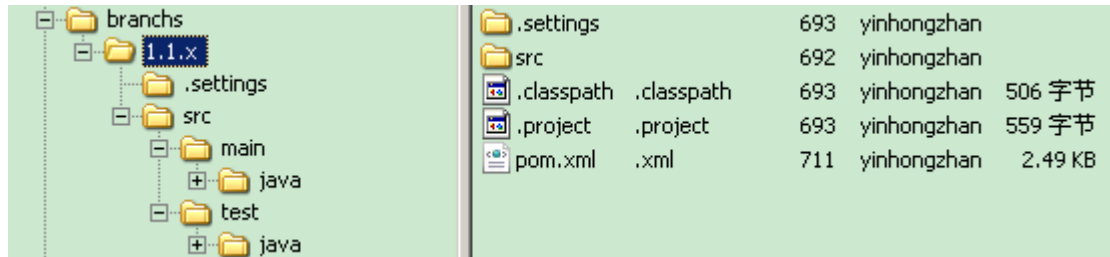 branchs
1.1.x
.settings
src
main
java
test
java
.settings 693 yinhongzhan
src 692 yinhongzhan
.classpath .classpath 693 yinhongzhan 506 字节
.project .project 693 yinhongzhan 559 字节
pom.xml .xml 711 yinhongzhan 2.49 KB